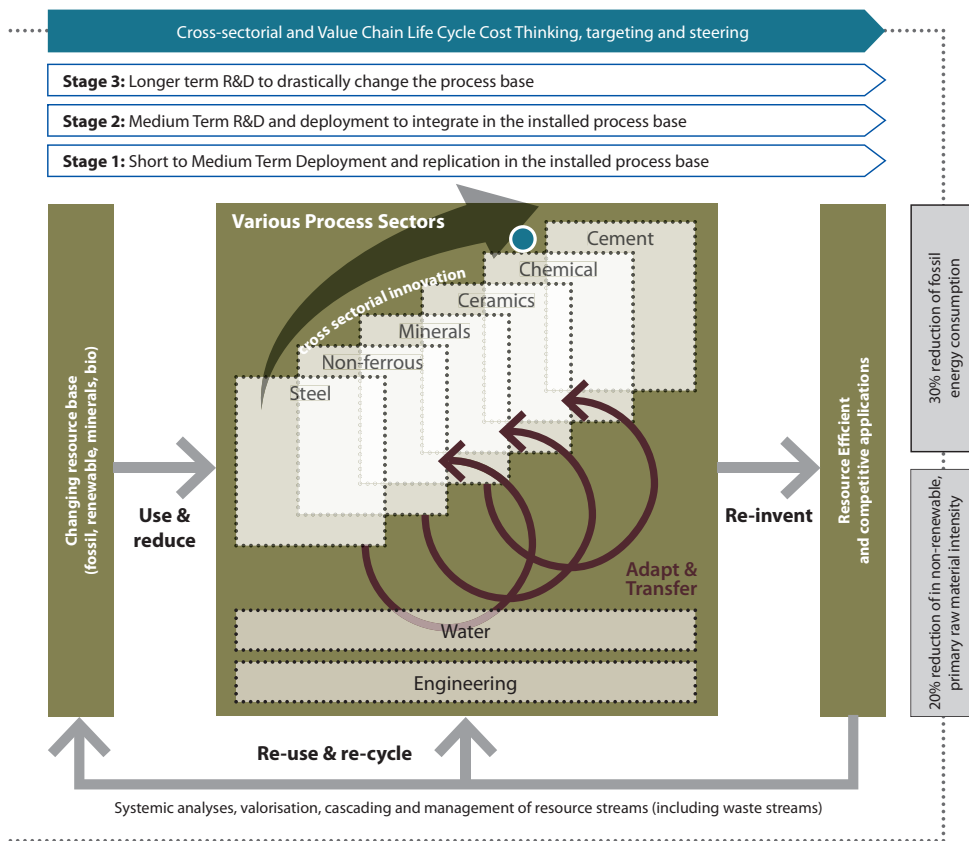 Cross-sectorial and Value Chain Life Cycle Cost Thinking, targeting and steering
Stage 3: Longer term R&D to drastically change the process base
Stage 2: Medium Term R&D and deployment to integrate in the installed process base
Stage 1: Short to Medium Term Deployment and replication in the installed process base
Changing resource base
(fossil, renewable, minerals, bio)
Use &
reduce
Various Process Sectors
cross sectorial innovation
Cement
Chemical
Ceramics
Minerals
Non-ferrous
Steel
Adapt &
Transfer
Water
Engineering
Re-invent
Resource Efficient
and competitive applications
30% reduction of fossil
energy consumption
20% reduction of in non-renewable,
primary raw material intensity
Re-use & re-cycle
Systemic analyses, valorisation, cascading and management of resource streams (including waste streams)